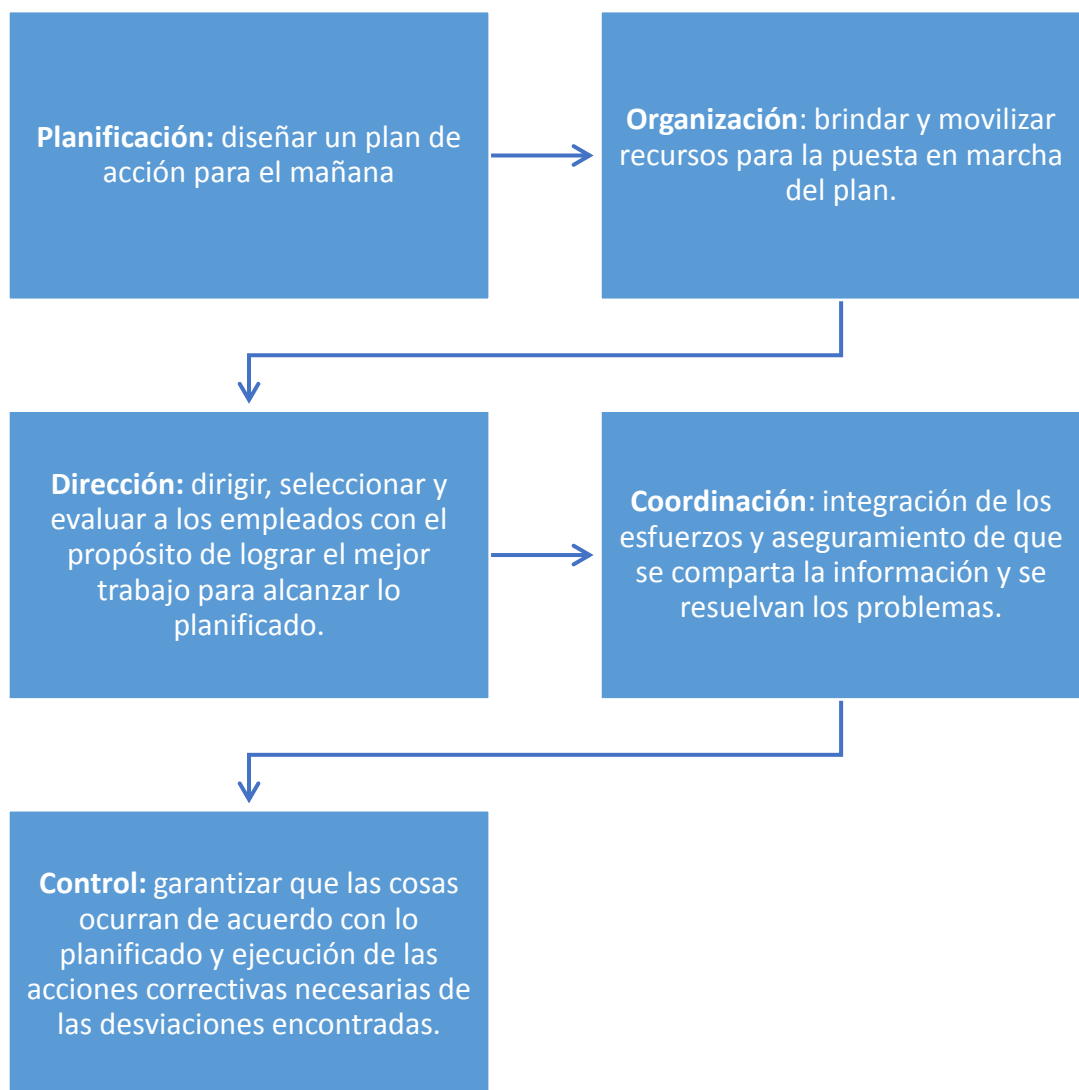 Planificación: diseñar un plan de
acción para el mañana
Organización: brindar y movilizar
recursos para la puesta en marcha
del plan.
Dirección: dirigir, seleccionar y
evaluar a los empleados con el
propósito de lograr el mejor
trabajo para alcanzar lo
planificado.
Coordinación: integración de los
esfuerzos y aseguramiento de que
se comparta la información y se
resuelvan los problemas.
Control: garantizar que las cosas
ocurran de acuerdo con lo
planificado y ejecución de las
acciones correctivas necesarias de
las desviaciones encontradas.